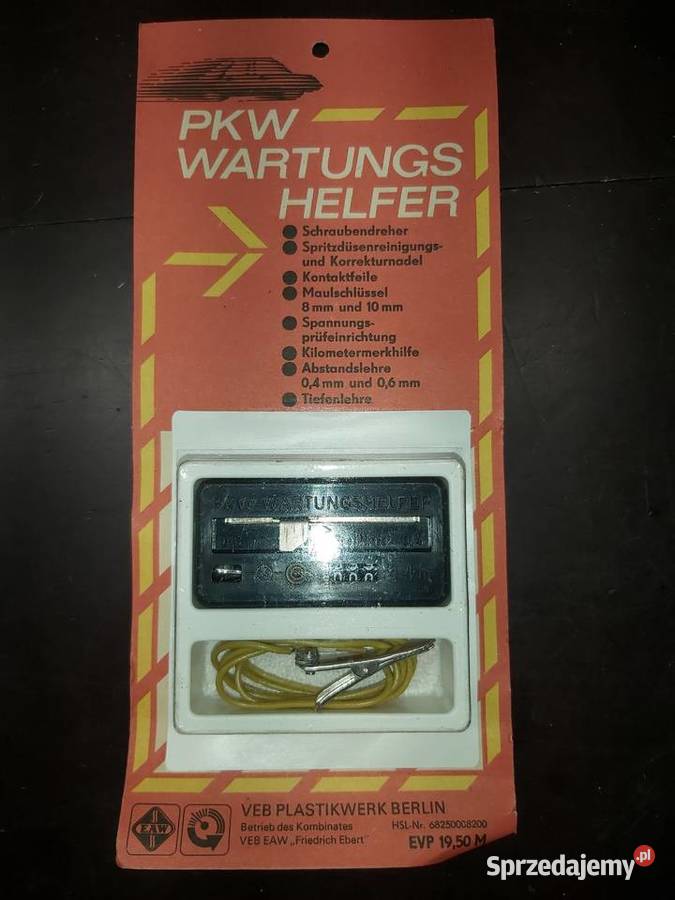 PKW
WARTUNGS
HELFER
Schraubendreher
Spritzdüsenreinigungs-
und Korrekturnadel
Kontaktfeile
Maulschlüssel
8 mm und 10 mm
Spannungs-
prüfeinrichtung
Kilometermerkhilfe
Abstandslehre
0,4 mm und 0,6 mm
Tiefenlehre
PKW-WARTUNGSHELFER
EAW
VEB PLASTIKWERK BERLIN
Betrieb des Kombinates
VEB EAW „Friedrich Ebert"
HSL-Nr. 68250008200
EVP 19,50 M
Sprzedajemy.pl